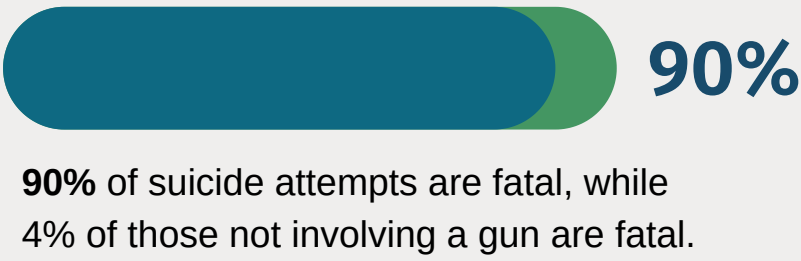 90%
90% of suicide attempts are fatal, while
4% of those not involving a gun are fatal.